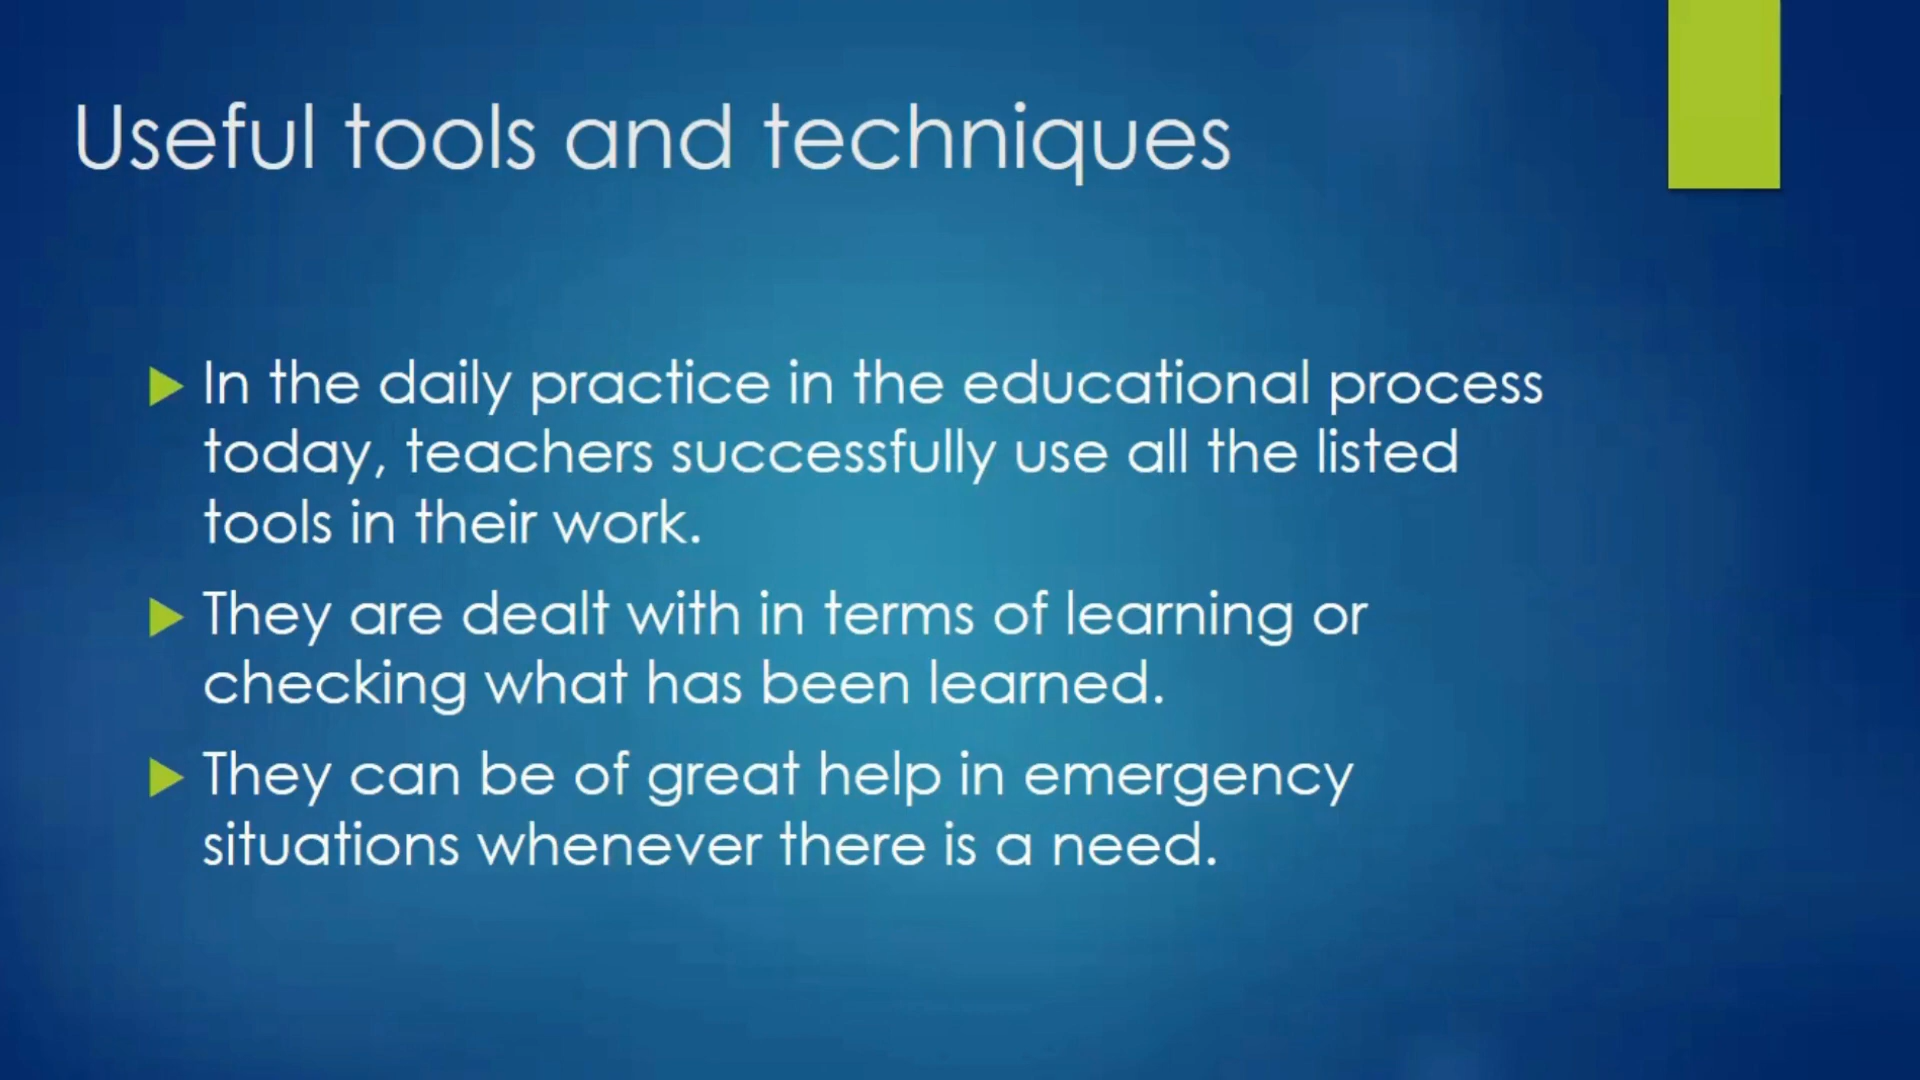 Useful tools and techniques
In the daily practice in the educational process
today, teachers successfully use all the listed
tools in their work.
They are dealt with in terms of learning or
checking what has been learned.
They can be of great help in emergency
situations whenever there is a need.